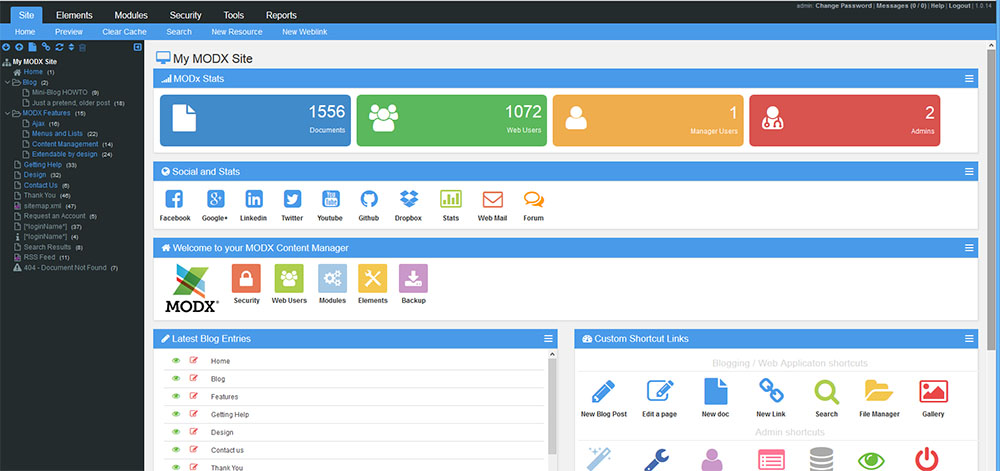 Site Elements Modules Security Tools Reports
admin: Change Password | Messages (0 / 0) | Help | Logout | 1.0.14
Home Preview Clear Cache Search New Resource New Weblink
My MODX Site
Home (1)
Blog (2)
Mini-Blog HOWTO (9)
Just a pretend, older post (18)
MODX Features (15)
Ajax (16)
Menus and Lists (22)
Content Management (14)
Extendable by design (24)
Getting Help (33)
Design (32)
Contact Us (6)
Thank You (46)
sitemap.xml (47)
Request an Account (5)
[*loginName*] (37)
[*loginName*] (4)
Search Results (8)
RSS Feed (11)
404 - Document Not Found (7)
My MODX Site
MODx Stats
1556
Documents
1072
Web Users
1
Manager Users
2
Admins
Social and Stats
Facebook Google+ Linkedin Twitter Youtube Github Dropbox Stats Web Mail Forum
Welcome to your MODX Content Manager
MODX®
Security Web Users Modules Elements Backup
Latest Blog Entries
Home
Blog
Features
Getting Help
Design
Contact us
Thank You
Custom Shortcut Links
Blogging / Web Applicaton shortcuts
New Blog Post Edit a page New doc New Link Search File Manager Gallery
Admin shortcuts